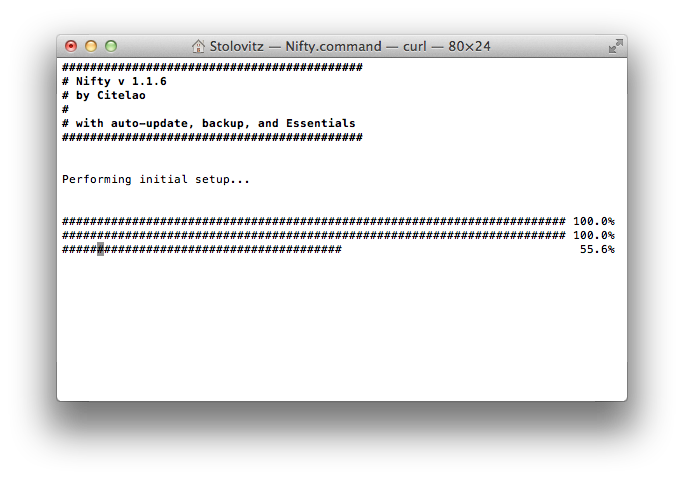 Stolovitz — Nifty.command — curl — 80×24
###########################################
# Nifty v 1.1.6
# by Citelao
#
# with auto-update, backup, and Essentials
###########################################
Performing initial setup...
######################################################################## 100.0%
######################################################################## 100.0%
######################################## 55.6%